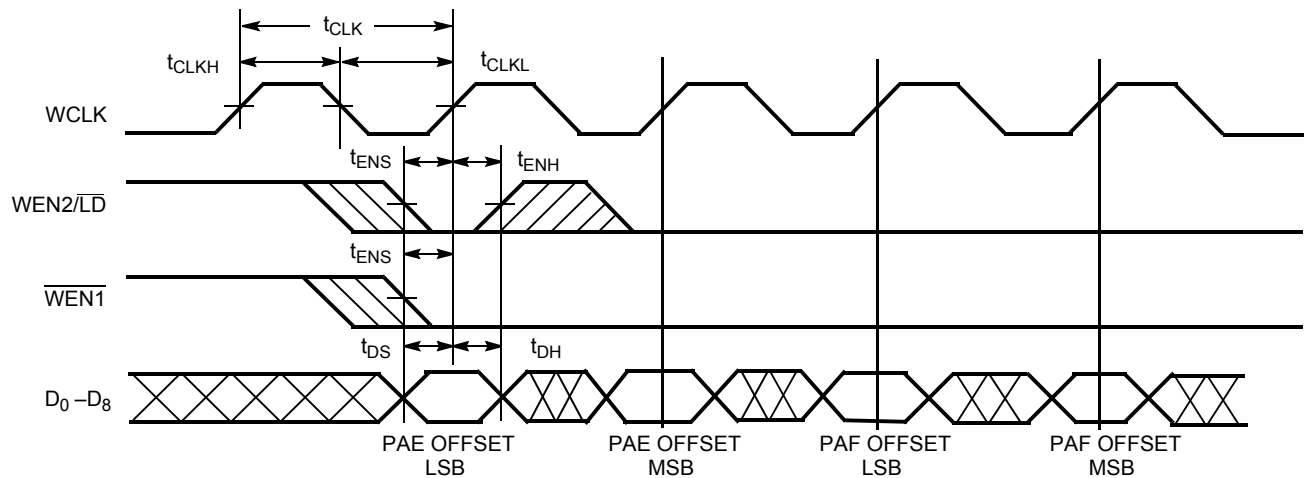 tCLK
tCLKH
tCLKL
WCLK
tENS
tENH
WEN2/LD
tENS
WEN1
tDS
tDH
D0 –D8
PAE OFFSET
LSB
PAE OFFSET
MSB
PAF OFFSET
LSB
PAF OFFSET
MSB